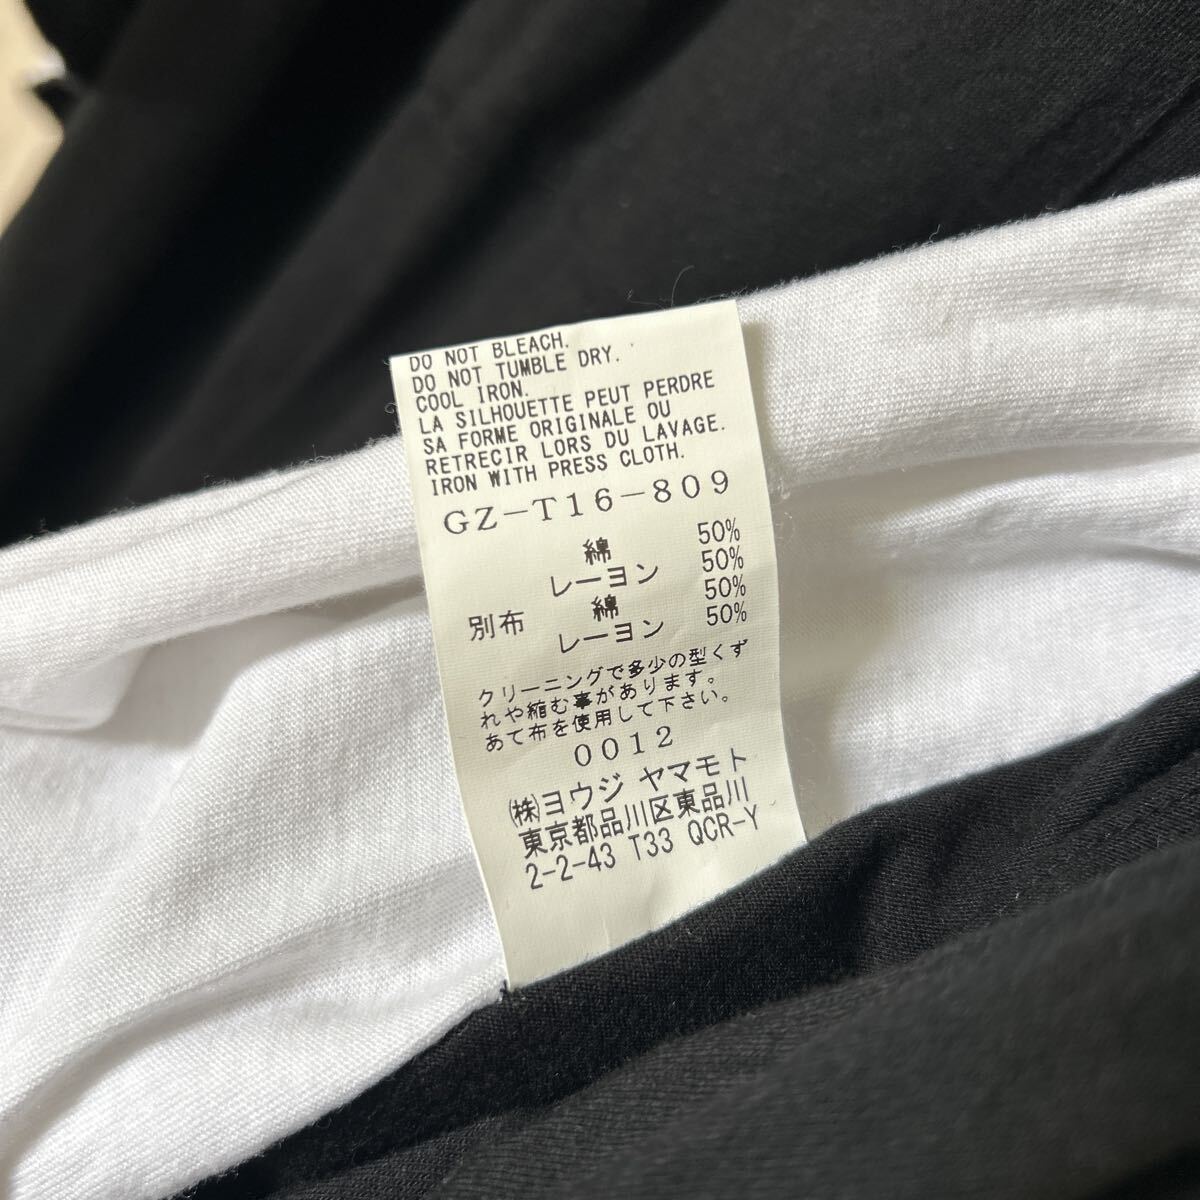 DO NOT BLEACH.
DO NOT TUMBLE DRY.
COOL IRON.
LA SILHOUETTE PEUT PERDRE
SA FORME ORIGINALE OU
RETRECIR LORS DU LAVAGE.
IRON WITH PRESS CLOTH.
GZ-T16-809
綿 50%
レーヨン 50%
別布 綿 50%
レーヨン 50%
クリーニングで多少の型くず
れや縮む事があります。
あて布を使用して下さい。
0012
㈱ヨウジ ヤマモト
東京都品川区東品川
2-2-43 T33 QCR-Y